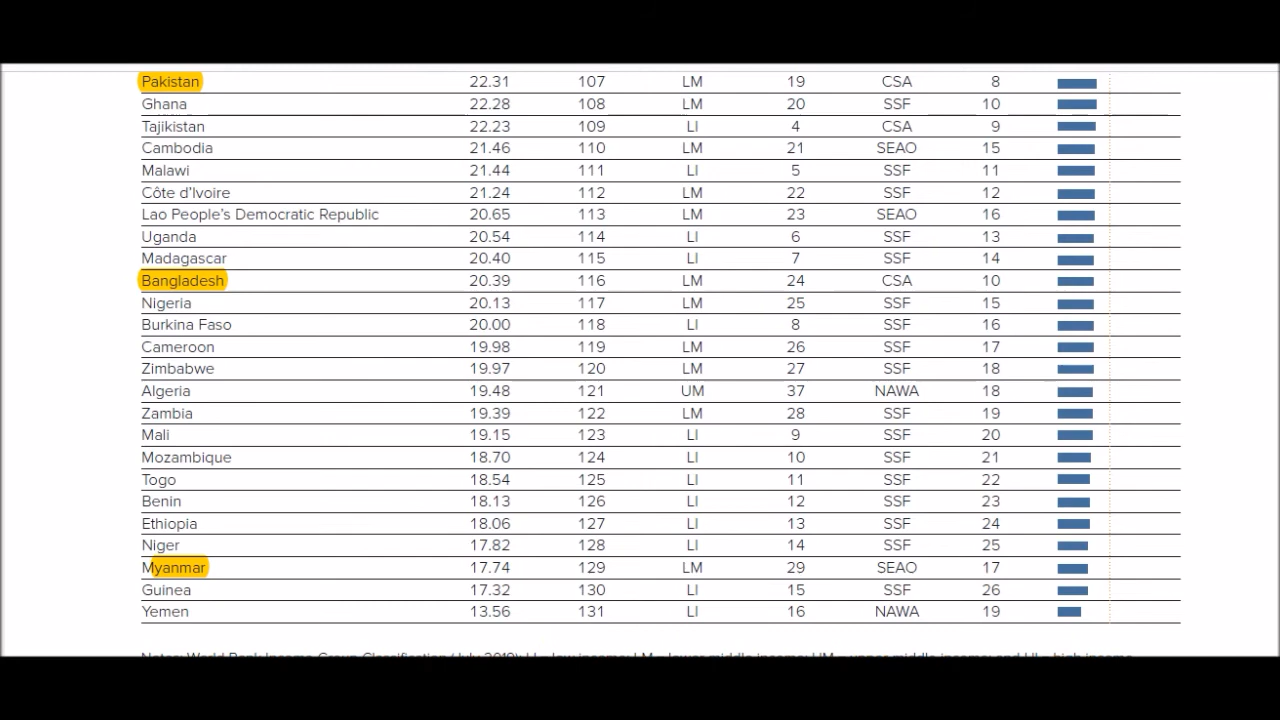 Pakistan 22.31 107 LM 19 CSA 8
Ghana 22.28 108 LM 20 SSF 10
Tajikistan 22.23 109 LI 4 CSA 9
Cambodia 21.46 110 LM 21 SEAO 15
Malawi 21.44 111 LI 5 SSF 11
Côte d'Ivoire 21.24 112 LM 22 SSF 12
Lao People's Democratic Republic 20.65 113 LM 23 SEAO 16
Uganda 20.54 114 LI 6 SSF 13
Madagascar 20.40 115 LI 7 SSF 14
Bangladesh 20.39 116 LM 24 CSA 10
Nigeria 20.13 117 LM 25 SSF 15
Burkina Faso 20.00 118 LI 8 SSF 16
Cameroon 19.98 119 LM 26 SSF 17
Zimbabwe 19.97 120 LM 27 SSF 18
Algeria 19.48 121 UM 37 NAWA 18
Zambia 19.39 122 LM 28 SSF 19
Mali 19.15 123 LI 9 SSF 20
Mozambique 18.70 124 LI 10 SSF 21
Togo 18.54 125 LI 11 SSF 22
Benin 18.13 126 LI 12 SSF 23
Ethiopia 18.06 127 LI 13 SSF 24
Niger 17.82 128 LI 14 SSF 25
Myanmar 17.74 129 LM 29 SEAO 17
Guinea 17.32 130 LI 15 SSF 26
Yemen 13.56 131 LI 16 NAWA 19